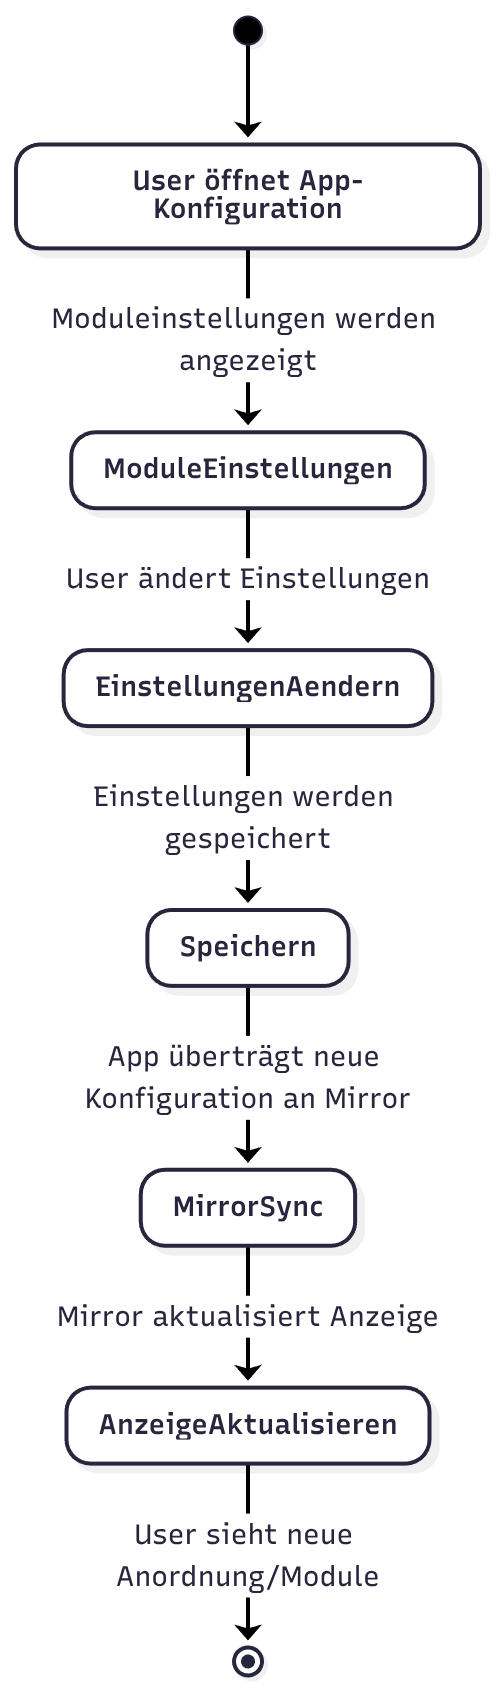 User öffnet App-
Konfiguration
Moduleinstellungen werden
angezeigt
ModuleEinstellungen
User ändert Einstellungen
EinstellungenAendern
Einstellungen werden
gespeichert
Speichern
App überträgt neue
Konfiguration an Mirror
MirrorSync
Mirror aktualisiert Anzeige
AnzeigeAktualisieren
User sieht neue
Anordnung/Module